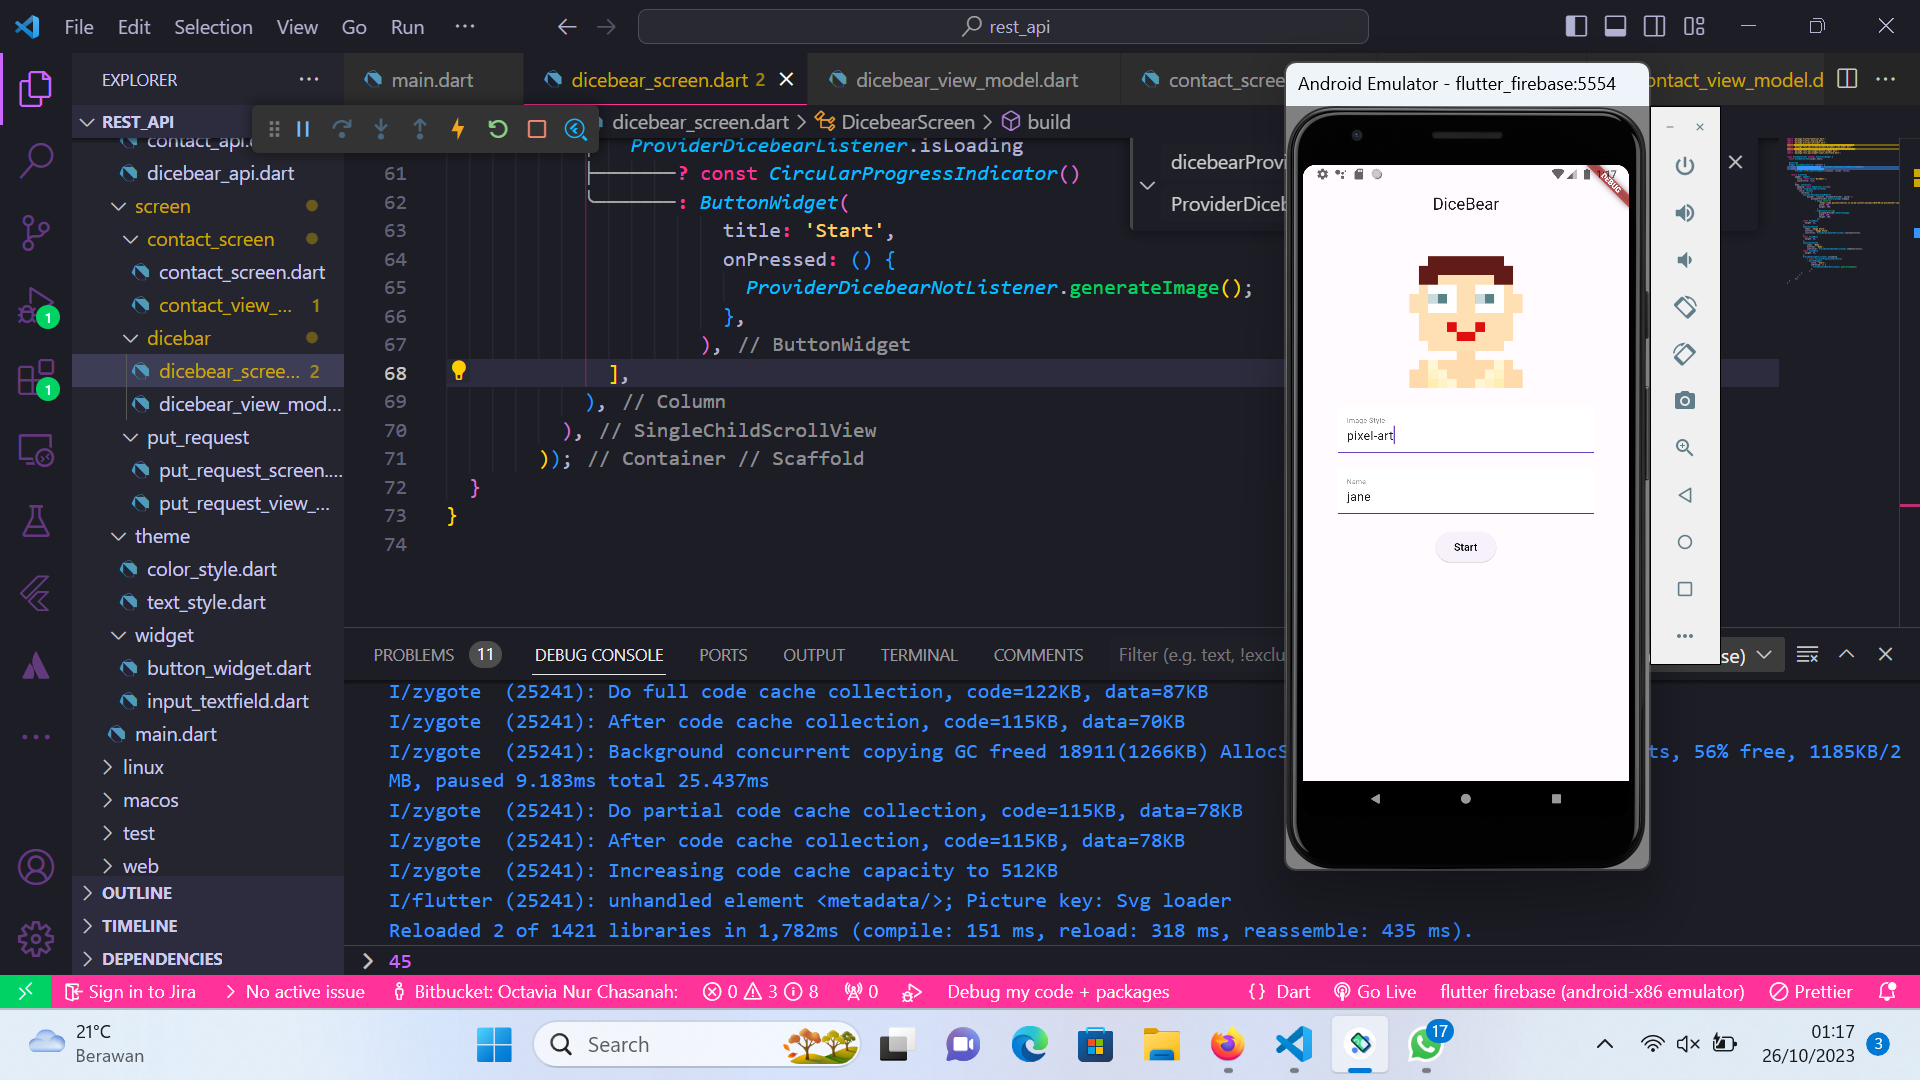 File Edit Selection View Go Run ···
rest_api
EXPLORER
main.dart
dicebear_screen.dart 2
dicebear_view_model.dart
contact_scree
ontact_view_model.d
REST_API
contact_api.
dicebear_api.dart
screen
contact_screen
contact_screen.dart
contact_view_... 1
dicebar
dicebear_scree... 2
dicebear_view_mod...
put_request
put_request_screen....
put_request_view_...
theme
color_style.dart
text_style.dart
widget
button_widget.dart
input_textfield.dart
main.dart
linux
macos
test
web
OUTLINE
TIMELINE
DEPENDENCIES
1
1
dicebear_screen.dart > DicebearScreen > build
dicebearProvi
ProviderDiceb
ProviderDicebearListener.isLoading
61 ? const CircularProgressIndicator()
62 : ButtonWidget(
63 title: 'Start',
64 onPressed: () {
65 ProviderDicebearNotListener.generateImage();
66 },
67 ), // ButtonWidget
68 ],
69 ), // Column
70 ), // SingleChildScrollView
71 )); // Container // Scaffold
72 }
73 }
74
PROBLEMS 11 DEBUG CONSOLE PORTS OUTPUT TERMINAL COMMENTS Filter (e.g. text, !exclu
se)
I/zygote (25241): Do full code cache collection, code=122KB, data=87KB
I/zygote (25241): After code cache collection, code=115KB, data=70KB
I/zygote (25241): Background concurrent copying GC freed 18911(1266KB) AllocS ts, 56% free, 1185KB/2
MB, paused 9.183ms total 25.437ms
I/zygote (25241): Do partial code cache collection, code=115KB, data=78KB
I/zygote (25241): After code cache collection, code=115KB, data=78KB
I/zygote (25241): Increasing code cache capacity to 512KB
I/flutter (25241): unhandled element <metadata/>; Picture key: Svg loader
Reloaded 2 of 1421 libraries in 1,782ms (compile: 151 ms, reload: 318 ms, reassemble: 435 ms).
> 45
Android Emulator - flutter_firebase:5554
DEBUG
DiceBear
Image Style
pixel-art
Name
jane
Start
Sign in to Jira > No active issue Bitbucket: Octavia Nur Chasanah: 0 3 8 0 Debug my code + packages {} Dart Go Live flutter firebase (android-x86 emulator) Prettier
21°C
Berawan
Search
17
01:17
26/10/2023
3